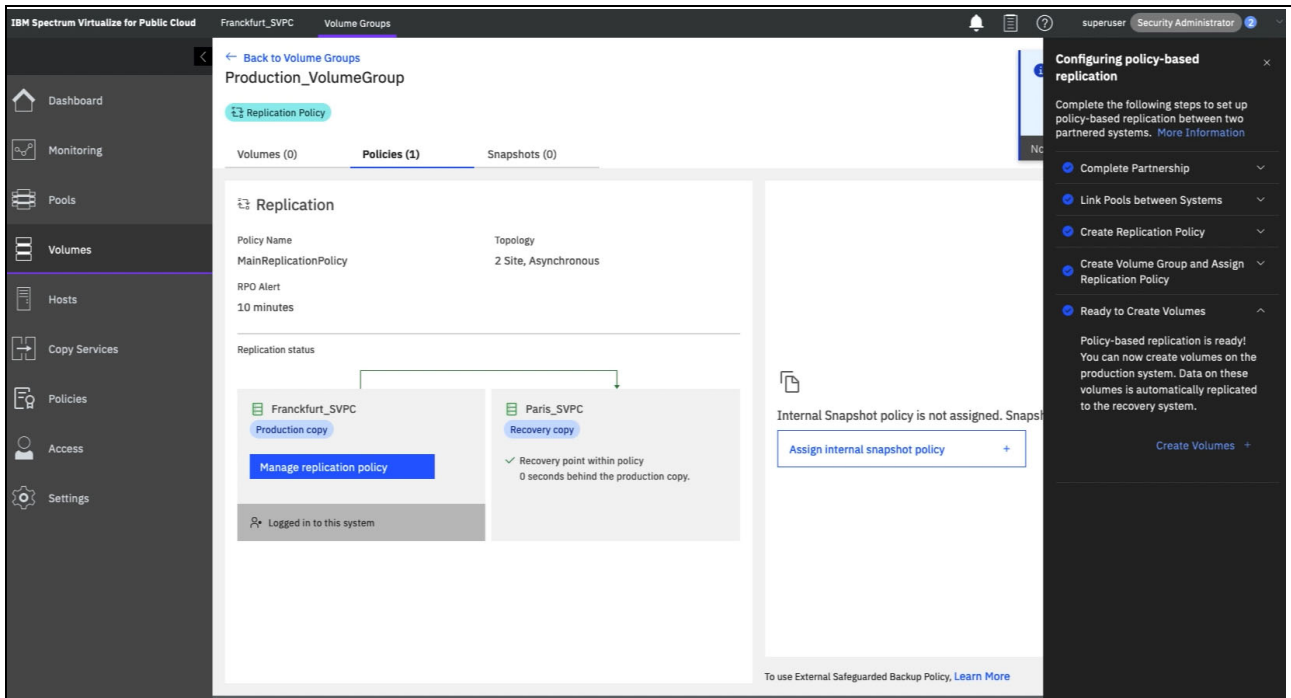 IBM Spectrum Virtualize for Public Cloud
Franckfurt_SVPC
Volume Groups
superuser
Security Administrator
2
Dashboard
Monitoring
Pools
Volumes
Hosts
Copy Services
Policies
Access
Settings
← Back to Volume Groups
Production_VolumeGroup
Replication Policy
Volumes (0)
Policies (1)
Snapshots (0)
Replication
Policy Name
MainReplicationPolicy
Topology
2 Site, Asynchronous
RPO Alert
10 minutes
Replication status
Franckfurt_SVPC
Production copy
Manage replication policy
Logged in to this system
Paris_SVPC
Recovery copy
Recovery point within policy
0 seconds behind the production copy.
Internal Snapshot policy is not assigned. Snapsh
Assign internal snapshot policy +
To use External Safeguarded Backup Policy, Learn More
No
Configuring policy-based
replication
Complete the following steps to set up
policy-based replication between two
partnered systems. More Information
Complete Partnership
Link Pools between Systems
Create Replication Policy
Create Volume Group and Assign
Replication Policy
Ready to Create Volumes
Policy-based replication is ready!
You can now create volumes on the
production system. Data on these
volumes is automatically replicated
to the recovery system.
Create Volumes +